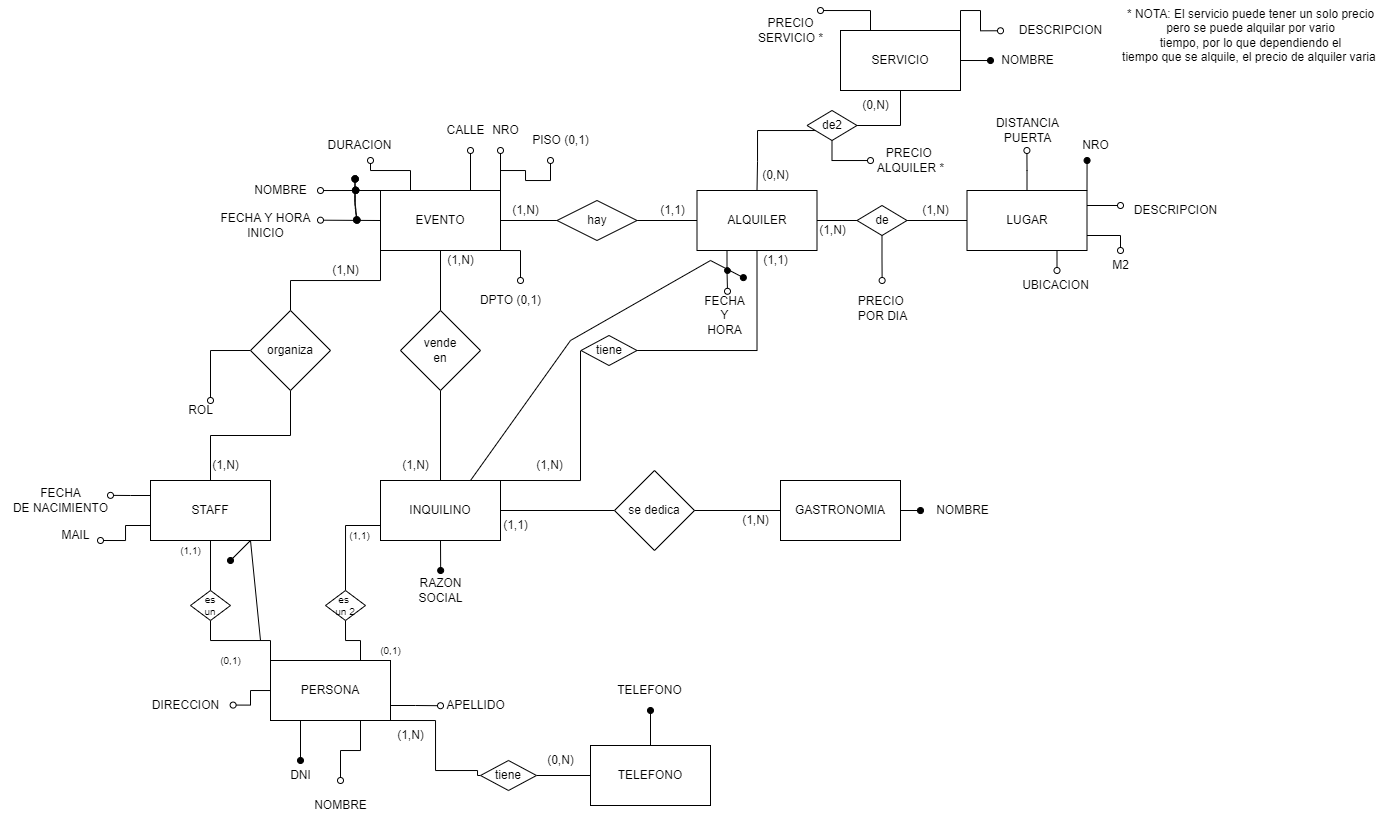 * NOTA: El servicio puede tener un solo precio
pero se puede alquilar por vario
tiempo, por lo que dependiendo el
tiempo que se alquile, el precio de alquiler varia
PRECIO
SERVICIO *
DESCRIPCION
SERVICIO
NOMBRE
(0,N)
de2
PRECIO
ALQUILER *
(0,N)
DISTANCIA
PUERTA
NRO
DURACION
CALLE
NRO
PISO (0,1)
NOMBRE
FECHA Y HORA
INICIO
EVENTO
(1,N)
hay
(1,1)
ALQUILER
(1,N)
de
(1,N)
LUGAR
DESCRIPCION
M2
UBICACION
(1,N)
(1,N)
DPTO (0,1)
(1,1)
FECHA
Y
HORA
PRECIO
POR DIA
organiza
vende
en
tiene
ROL
(1,N)
(1,N)
(1,N)
FECHA
DE NACIMIENTO
MAIL
STAFF
INQUILINO
(1,1)
se dedica
(1,N)
GASTRONOMIA
NOMBRE
(1,1)
(1,1)
RAZON
SOCIAL
es
un
es
un 2
(0,1)
(0,1)
DIRECCION
PERSONA
APELLIDO
TELEFONO
(1,N)
DNI
NOMBRE
tiene
(0,N)
TELEFONO